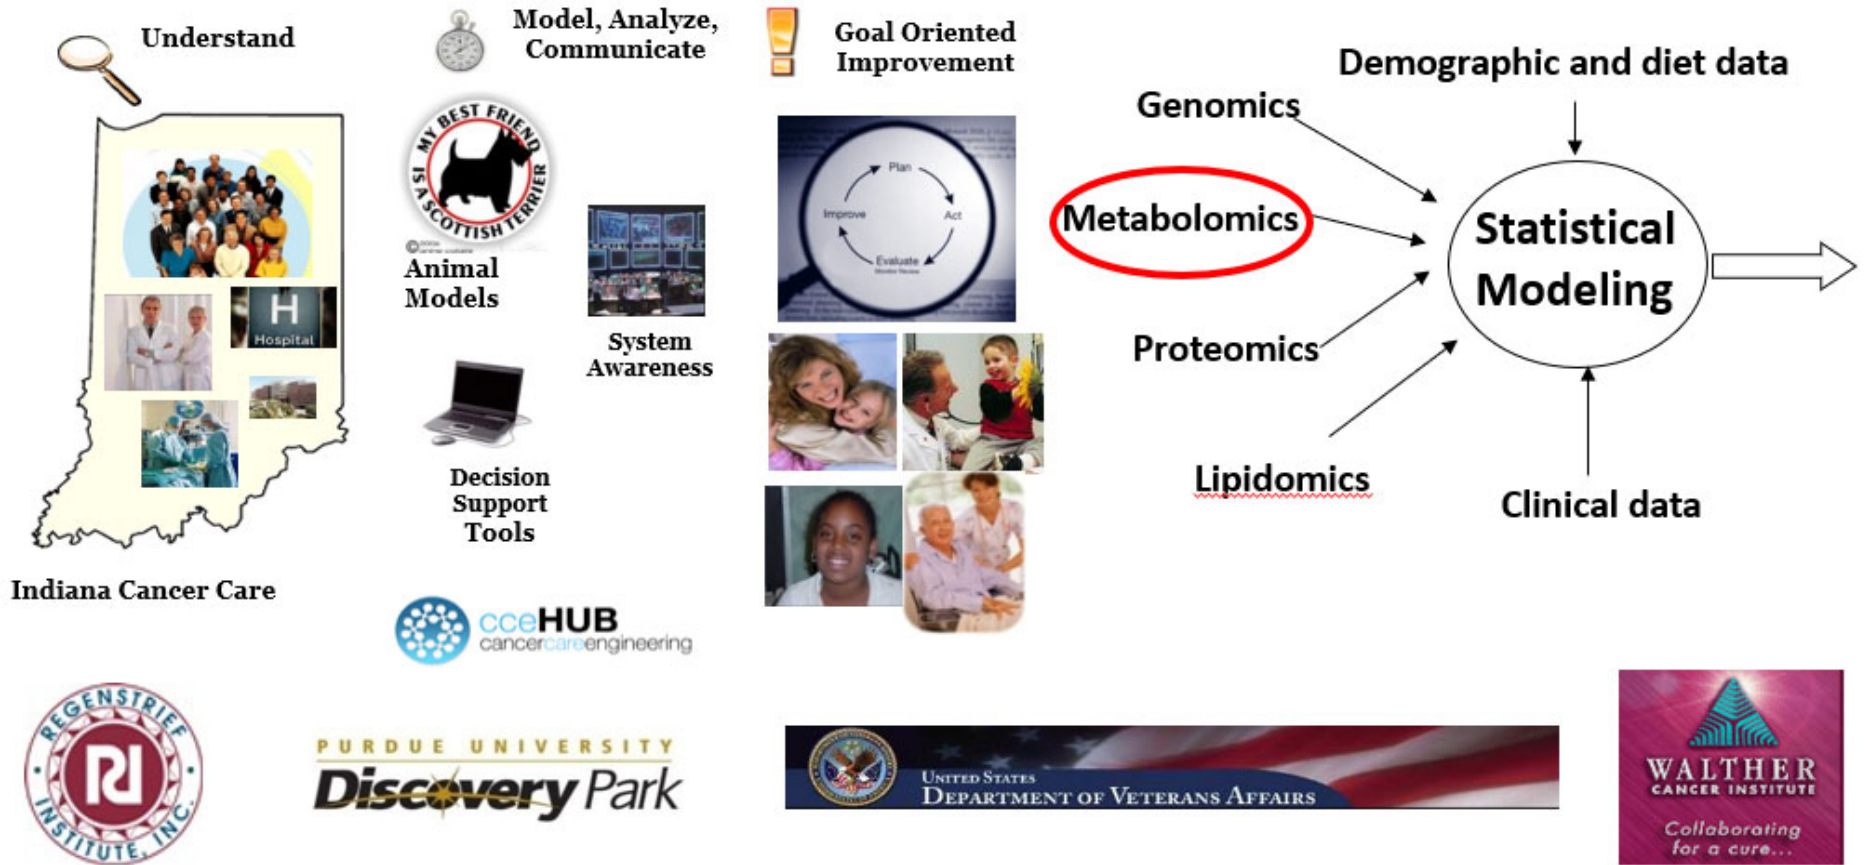 Understand
Model, Analyze,
Communicate
Goal Oriented
Improvement
MY BEST FRIEND
IS A SCOTTISH TERRIER
Animal
Models
System
Awareness
Decision
Support
Tools
Hospital
H
Indiana Cancer Care
Plan
Act
Evaluate
Monitor Review
Improve
Demographic and diet data
Genomics
Metabolomics
Proteomics
Lipidomics
Clinical data
Statistical
Modeling
cceHUB
cancercareengineering
REGENSTRIEF
INSTITUTE, INC.
PURDUE UNIVERSITY
Discovery Park
UNITED STATES
DEPARTMENT OF VETERANS AFFAIRS
WALTHER
CANCER INSTITUTE
Collaborating
for a cure...